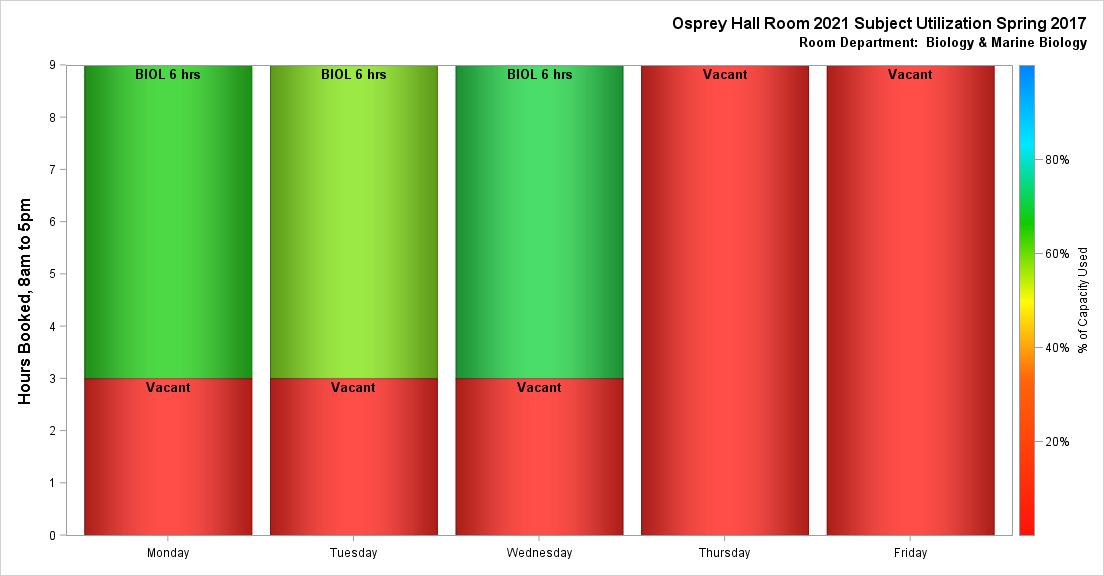 Osprey Hall Room 2021 Subject Utilization Spring 2017
Room Department: Biology & Marine Biology
Hours Booked, 8am to 5pm
9
8
7
6
5
4
3
2
1
0
BIOL 6 hrs
BIOL 6 hrs
BIOL 6 hrs
Vacant
Vacant
Vacant
Vacant
Vacant
Monday
Tuesday
Wednesday
Thursday
Friday
80%
60%
40%
20%
% of Capacity Used